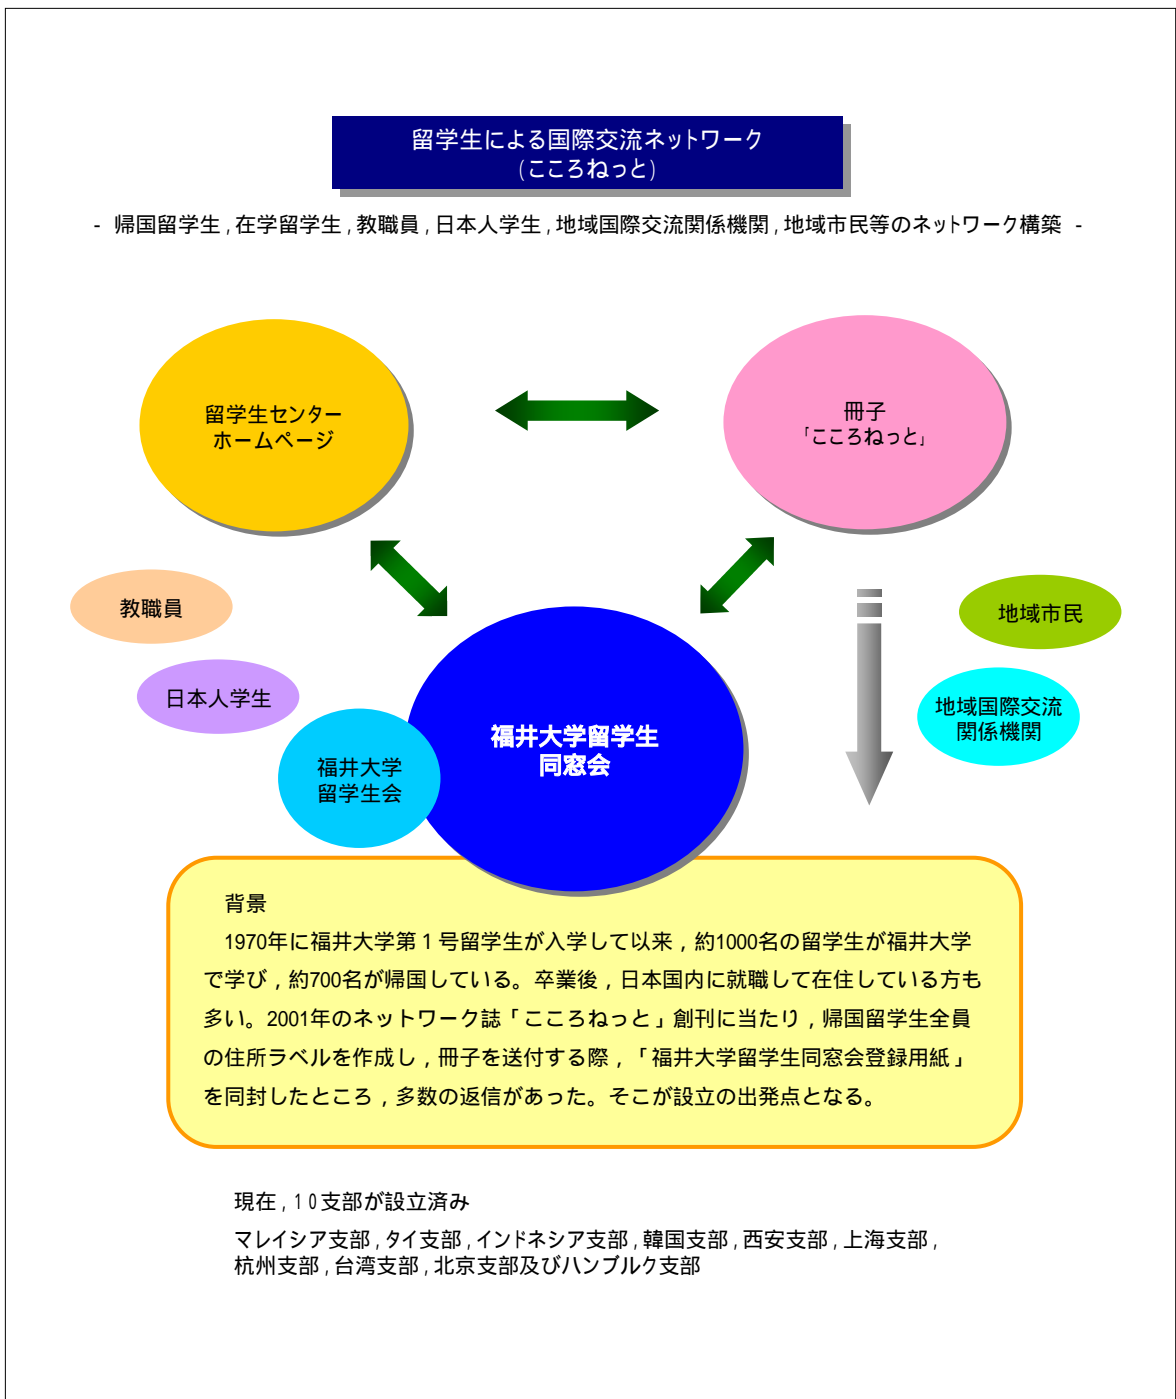 留学生による国際交流ネットワーク
(こころねっと)
- 帰国留学生,在学留学生,教職員,日本人学生,地域国際交流関係機関,地域市民等のネットワーク構築 -
留学生センター
ホームページ
冊子
「こころねっと」
教職員
地域市民
日本人学生
地域国際交流
関係機関
福井大学留学生
同窓会
福井大学
留学生会
背景
1970年に福井大学第1号留学生が入学して以来,約1000名の留学生が福井大学
で学び,約700名が帰国している。卒業後,日本国内に就職して在住している方も
多い。2001年のネットワーク誌「こころねっと」創刊に当たり,帰国留学生全員
の住所ラベルを作成し,冊子を送付する際,「福井大学留学生同窓会登録用紙」
を同封したところ,多数の返信があった。そこが設立の出発点となる。
現在,10支部が設立済み
マレイシア支部,タイ支部,インドネシア支部,韓国支部,西安支部,上海支部,
杭州支部,台湾支部,北京支部及びハンブルク支部